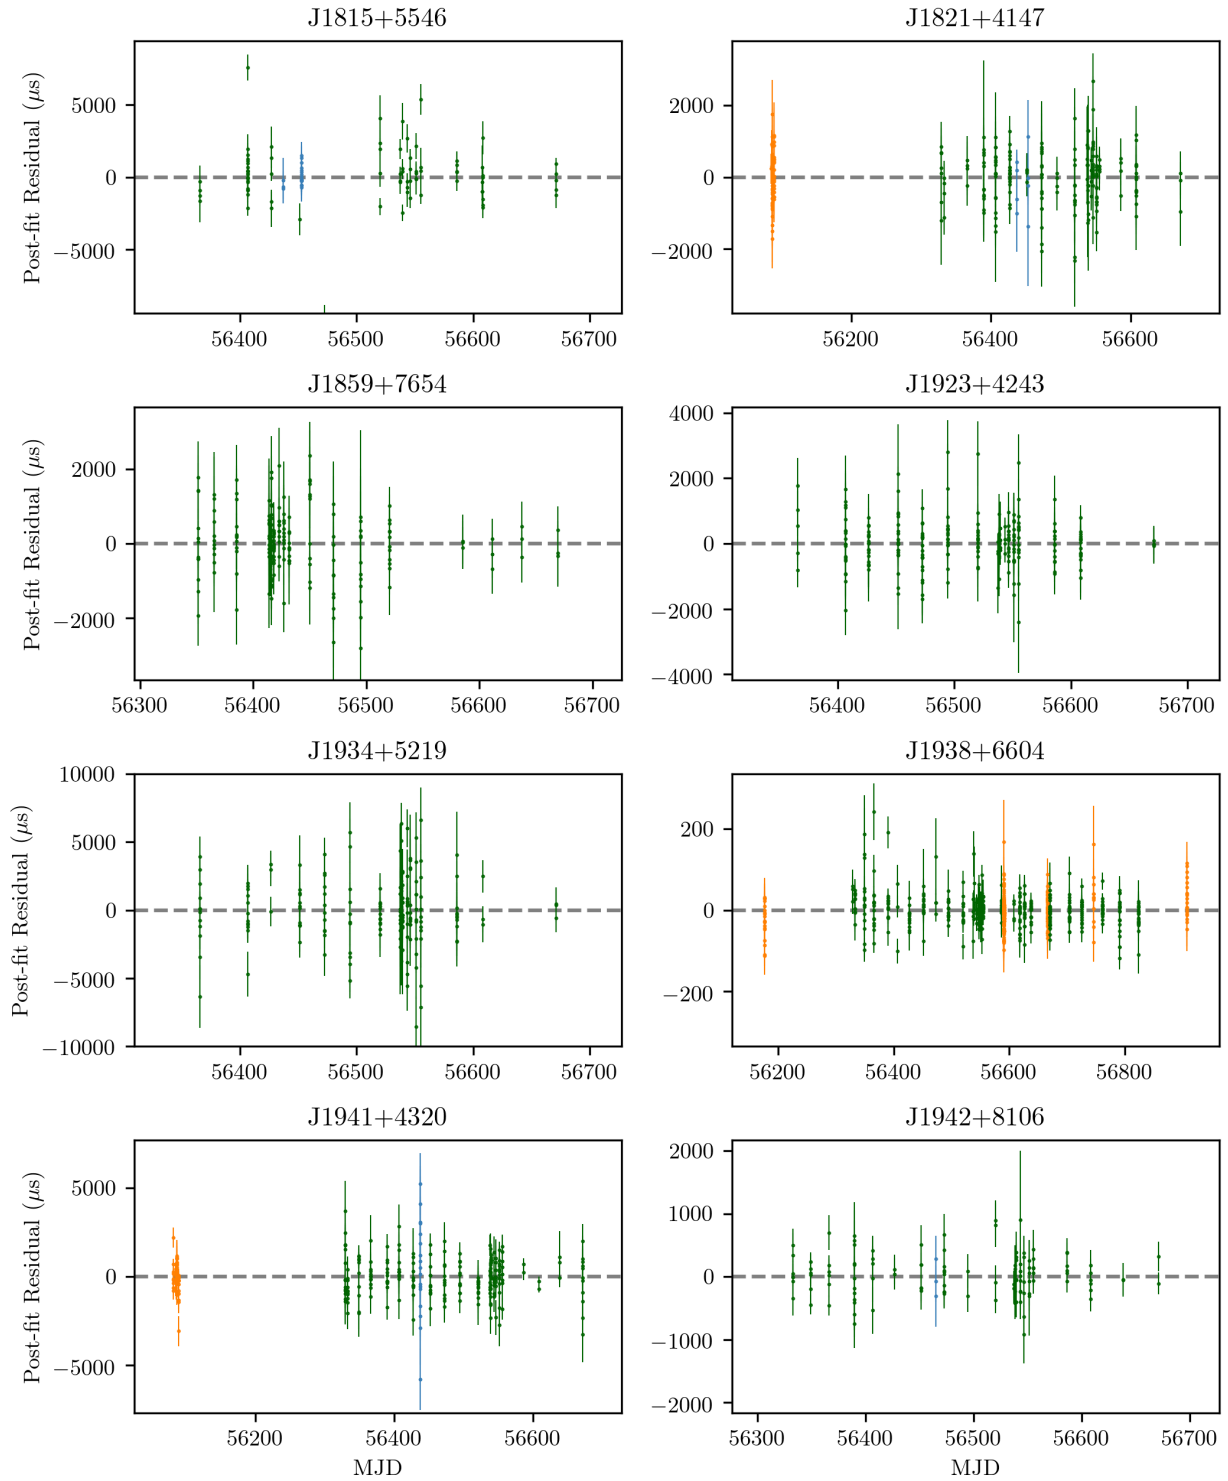 J1815+5546
J1821+4147
Post-fit Residual (μs)
5000
0
−5000
2000
0
−2000
56400 56500 56600 56700
56200 56400 56600
J1859+7654
J1923+4243
Post-fit Residual (μs)
2000
0
−2000
4000
2000
0
−2000
−4000
56300 56400 56500 56600 56700
56400 56500 56600 56700
J1934+5219
J1938+6604
Post-fit Residual (μs)
10000
5000
0
−5000
−10000
200
0
−200
56400 56500 56600 56700
56200 56400 56600 56800
J1941+4320
J1942+8106
Post-fit Residual (μs)
5000
0
−5000
2000
1000
0
−1000
−2000
56200 56400 56600
56300 56400 56500 56600 56700
MJD
MJD